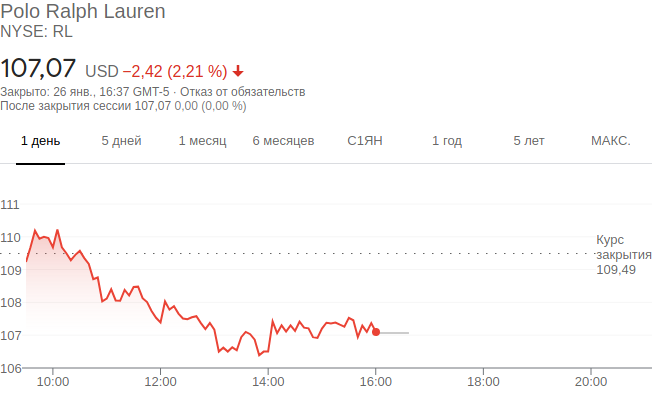 Polo Ralph Lauren
NYSE: RL
107,07 USD −2,42 (2,21 %)
Закрыто: 26 янв., 16:37 GMT-5 · Отказ от обязательств
После закрытия сессии 107,07 0,00 (0,00 %)
1 день 5 дней 1 месяц 6 месяцев С1ЯН 1 год 5 лет МАКС.
111
110
109
108
107
106
Курс
закрытия
109,49
10:00 12:00 14:00 16:00 18:00 20:00